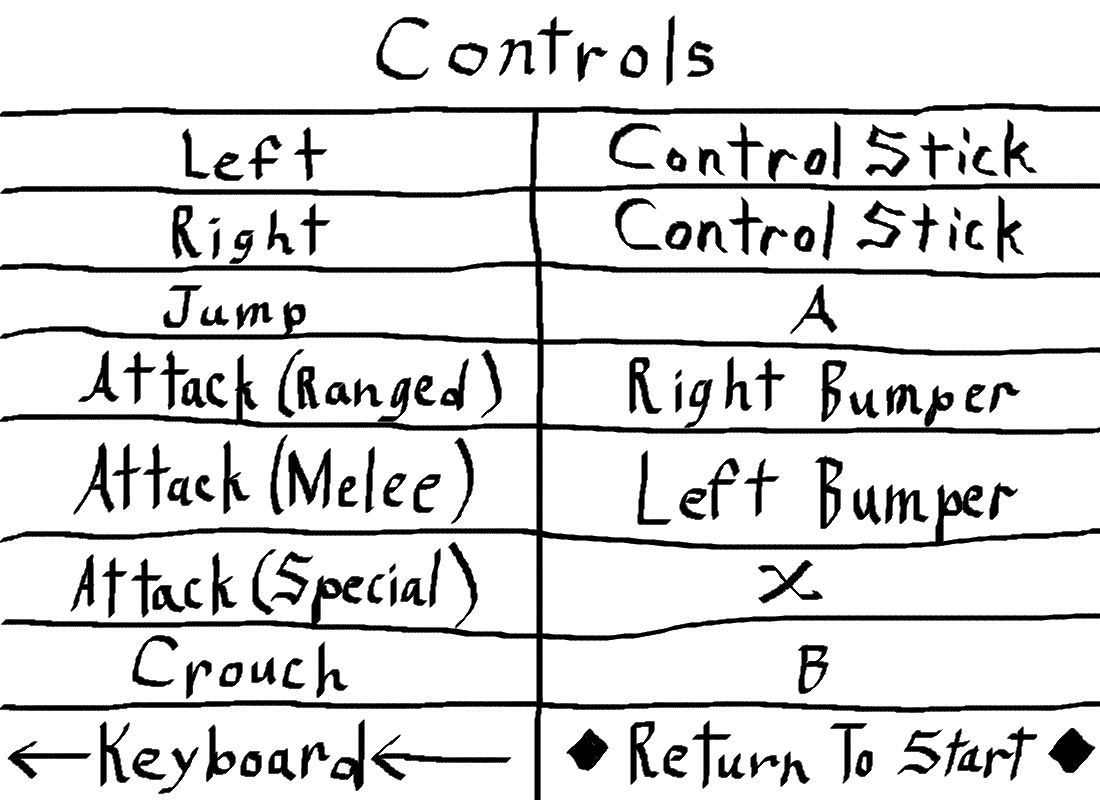 Controls
Left Control Stick
Right Control Stick
Jump A
Attack (Ranged) Right Bumper
Attack (Melee) Left Bumper
Attack (Special) X
Crouch B
←Keyboard← ◆ Return To Start ◆